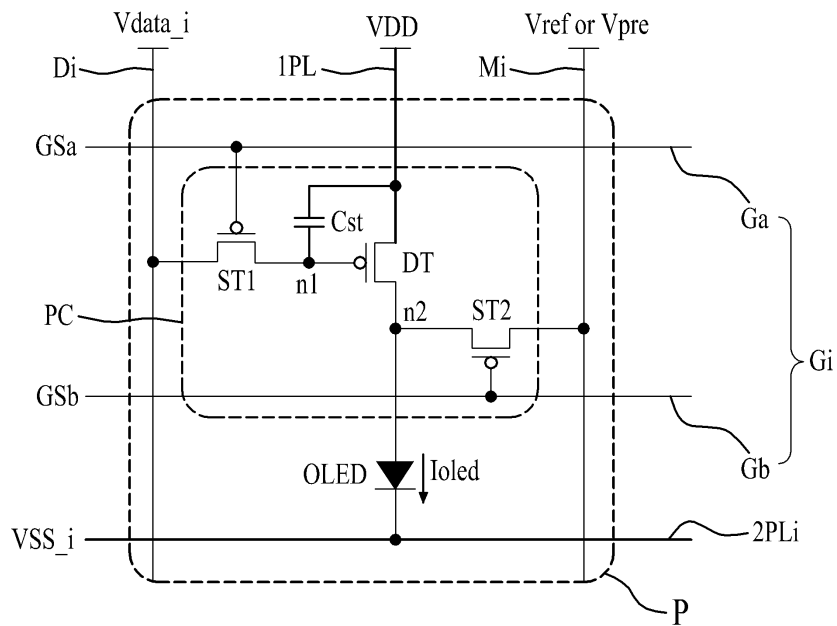 Vdata_i
VDD
Vref or Vpre
Di
1PL
Mi
GSa
Ga
Cst
DT
ST1
n1
PC
n2
ST2
Gi
GSb
OLED
Ioled
Gb
VSS_i
2PLi
P